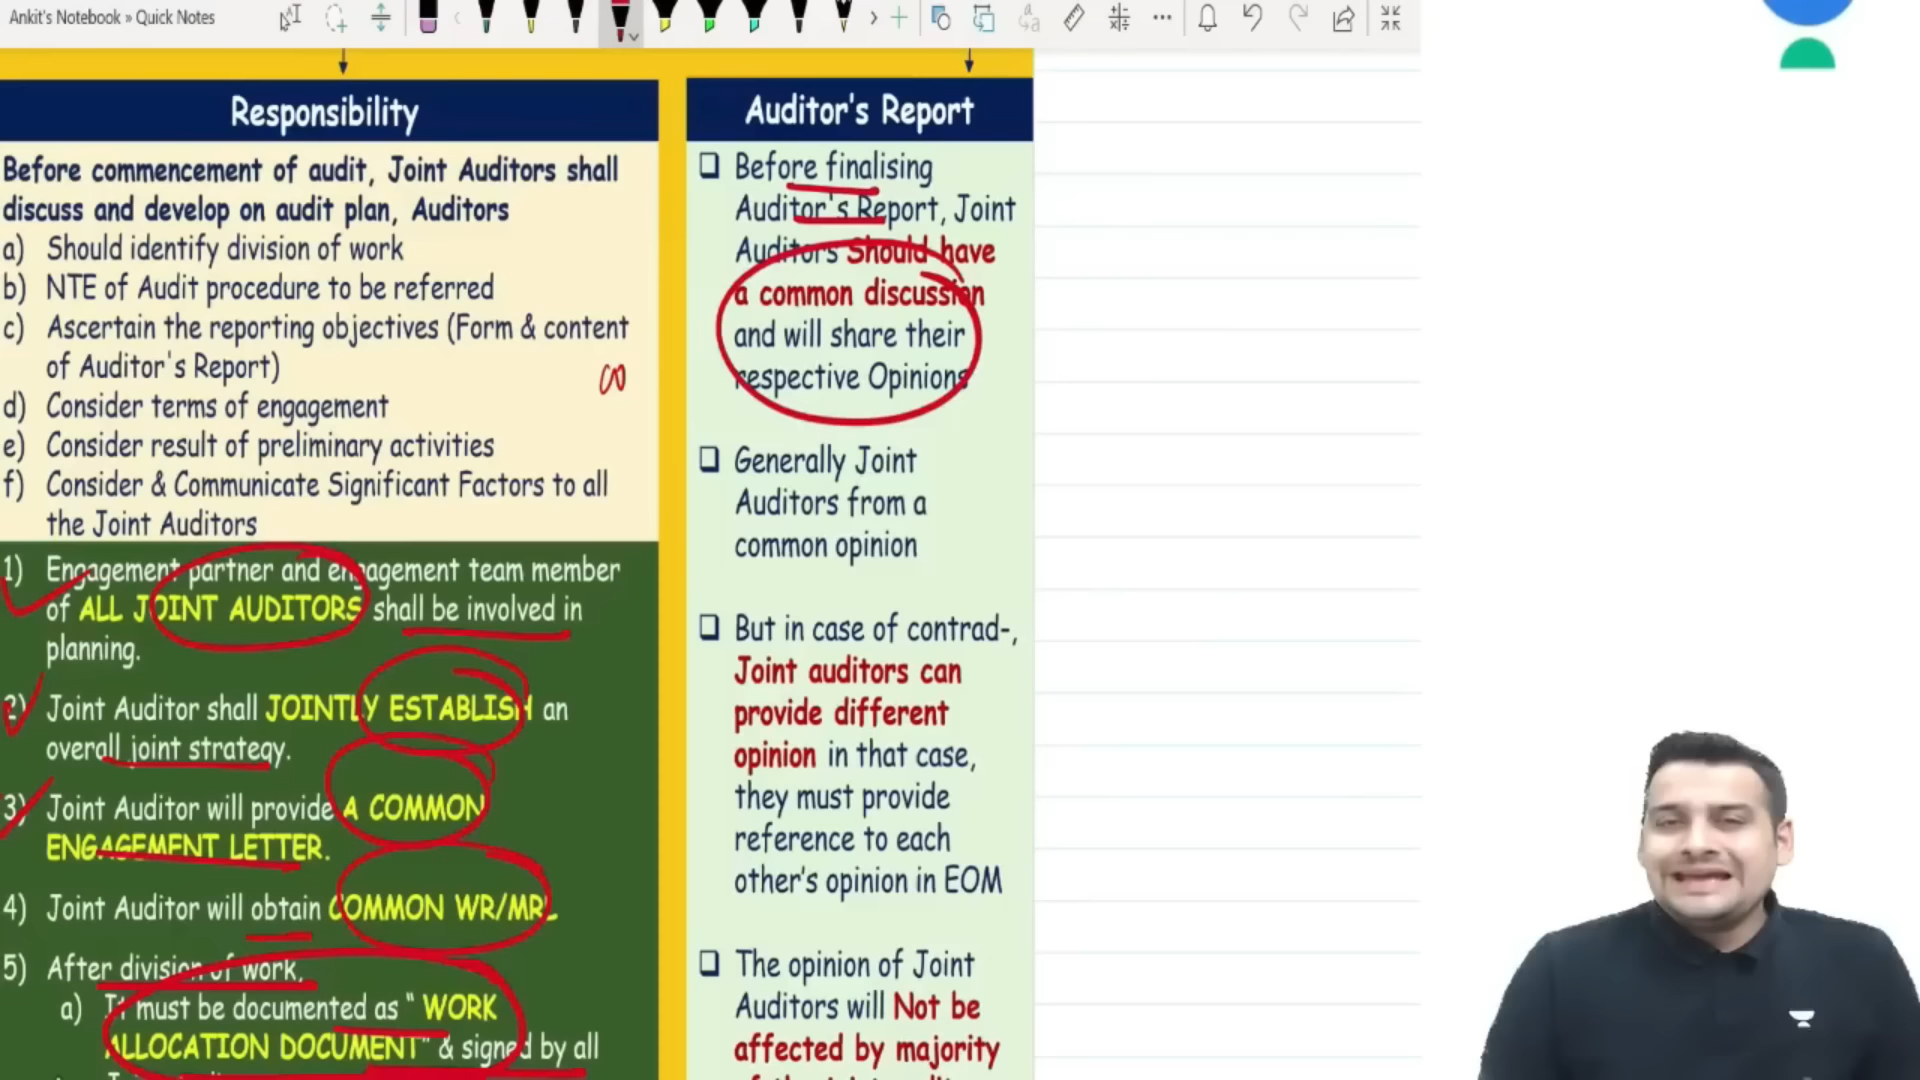 Ankit's Notebook » Quick Notes
Responsibility
Before commencement of audit, Joint Auditors shall
discuss and develop on audit plan, Auditors
a) Should identify division of work
b) NTE of Audit procedure to be referred
c) Ascertain the reporting objectives (Form & content
of Auditor's Report)
d) Consider terms of engagement
e) Consider result of preliminary activities
f) Consider & Communicate Significant Factors to all
the Joint Auditors
1) Engagement partner and engagement team member
of ALL JOINT AUDITORS shall be involved in
planning.
2) Joint Auditor shall JOINTLY ESTABLISH an
overall joint strategy.
3) Joint Auditor will provide A COMMON
ENGAGEMENT LETTER.
4) Joint Auditor will obtain COMMON WR/MRL
5) After division of work,
a) It must be documented as " WORK
ALLOCATION DOCUMENT" & signed by all
Auditor's Report
❑ Before finalising
Auditor's Report, Joint
Auditors Should have
a common discussion
and will share their
respective Opinions
❑ Generally Joint
Auditors from a
common opinion
❑ But in case of contrad-,
Joint auditors can
provide different
opinion in that case,
they must provide
reference to each
other's opinion in EOM
❑ The opinion of Joint
Auditors will Not be
affected by majority